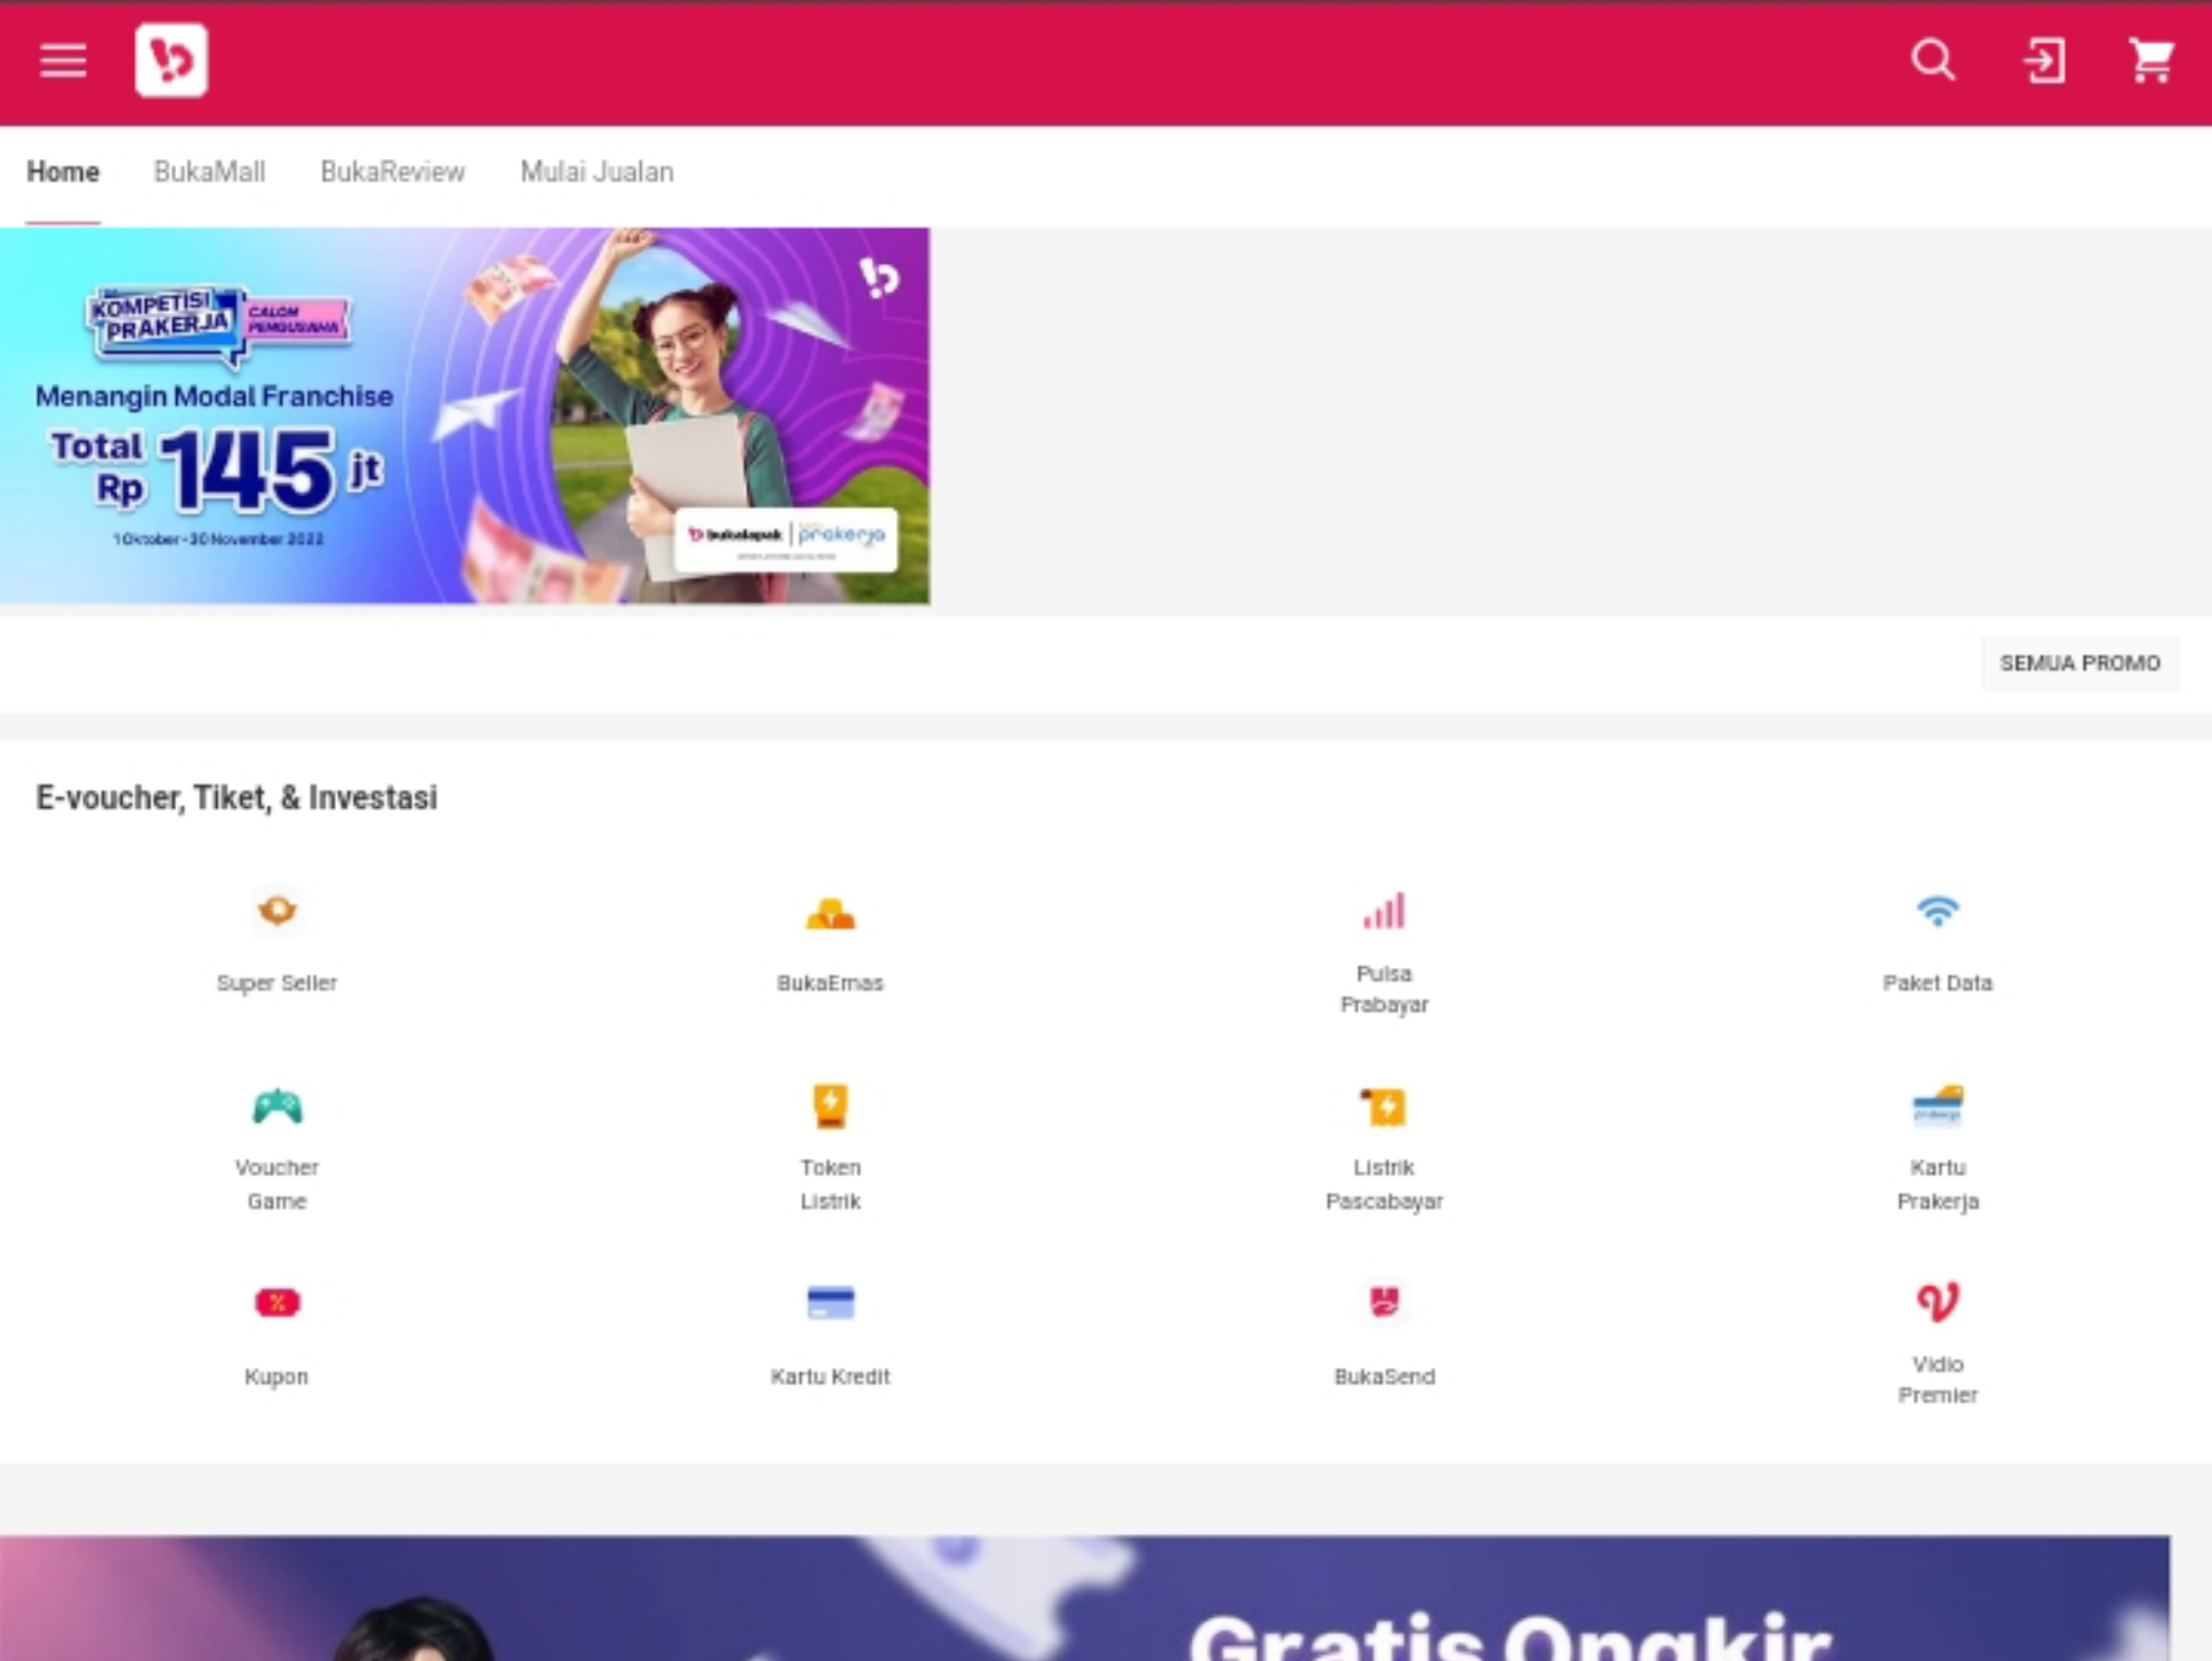 Home BukaMall BukaReview Mulai Jualan
KOMPETISI
PRAKERJA
CALON
PENGUSAHA
Menangin Modal Franchise
Total
Rp 145 jt
1 Oktober - 30 November 2022
bukalapak | prakerja
SEMUA PROMO
E-voucher, Tiket, & Investasi
Super Seller
BukaEmas
Pulsa
Prabayar
Paket Data
Voucher
Game
Token
Listrik
Listrik
Pascabayar
prakerja
Kartu
Prakerja
Kupon
Kartu Kredit
BukaSend
Vidio
Premier
Gratis Ongkir